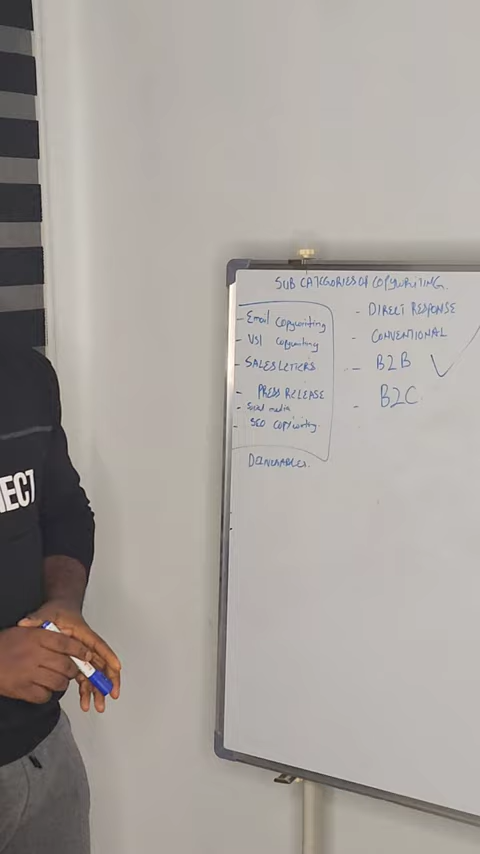 SUB CATEGORIES OF COPYWRITING.
- Email copywriting
- VSL copywriting
- SALES LETTERS
- PRESS RELEASE
- Social media
- SEO copywriting.
DELIVERABLES.
- DIRECT RESPONSE
- CONVENTIONAL
- B2B
- B2C.
NECT